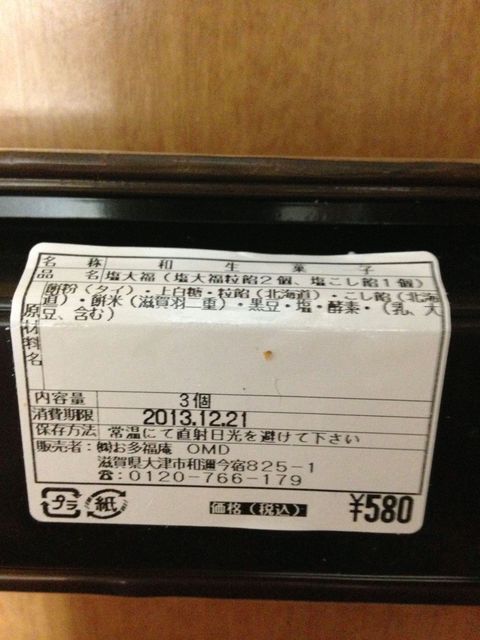 名称 和生菓子
品名 塩大福（塩大福粒餡２個、塩こし餡１個）
原材料名 餅粉（タイ）・上白糖・粒餡（北海道）・こし餡（北海
道）・餅米（滋賀羽二重）・黒豆・塩・酵素・（乳、大
豆、含む）
内容量 3個
消費期限 2013.12.21
保存方法 常温にて直射日光を避けて下さい
販売者：㈱お多福庵 OMD
滋賀県大津市和邇今宿825-1
☎:0120-766-179
プラ 紙 価格（税込） ¥580